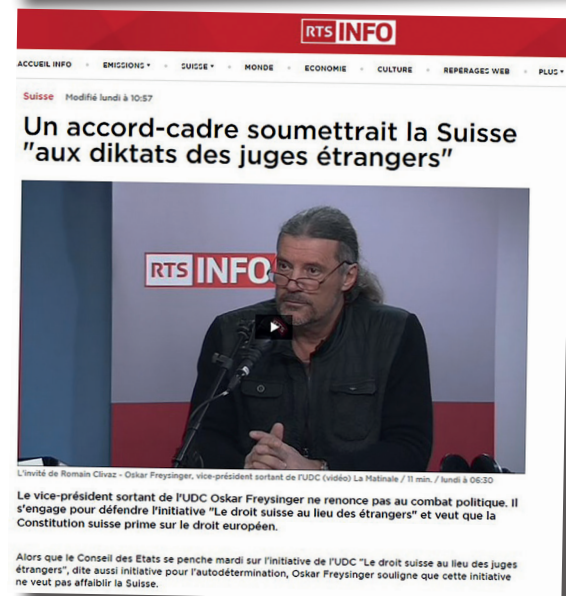 RTS INFO
ACCUEIL INFO EMISSIONS SUISSE MONDE ECONOMIE CULTURE REPERAGES WEB PLUS
Suisse Modifié lundi à 10:57
Un accord-cadre soumettrait la Suisse
"aux diktats des juges étrangers"
RTS INFO
L'invité de Romain Clivaz - Oskar Freysinger, vice-président sortant de l'UDC (vidéo) La Matinale / 11 min. / lundi à 06:30
Le vice-président sortant de l'UDC Oskar Freysinger ne renonce pas au combat politique. Il
s'engage pour défendre l'initiative "Le droit suisse au lieu des étrangers" et veut que la
Constitution suisse prime sur le droit européen.
Alors que le Conseil des Etats se penche mardi sur l'initiative de l'UDC "Le droit suisse au lieu des juges
étrangers", dite aussi initiative pour l'autodétermination, Oskar Freysinger souligne que cette initiative
ne veut pas affaiblir la Suisse.